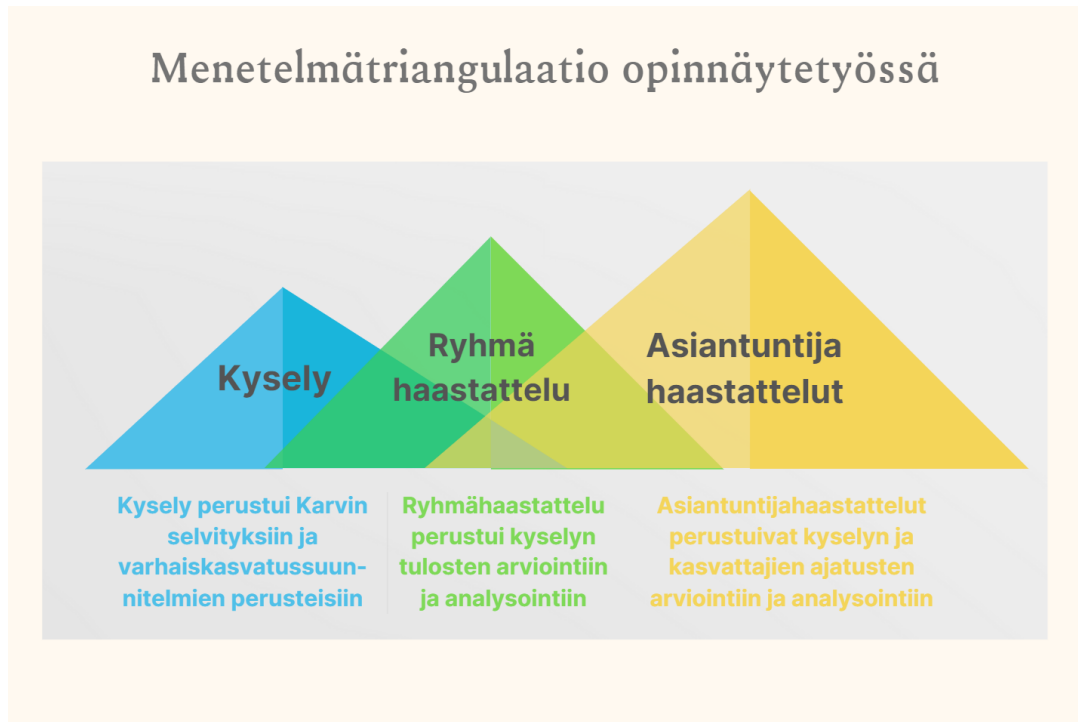 Menetelmätriangulaatio opinnäytetyössä
Kysely
Ryhmä
haastattelu
Asiantuntija
haastattelut
Kysely perustui Karvin
selvityksiin ja
varhaiskasvatussuun-
nitelmien perusteisiin
Ryhmähaastattelu
perustui kyselyn
tulosten arviointiin
ja analysointiin
Asiantuntijahaastattelut
perustuivat kyselyn ja
kasvattajien ajatusten
arviointiin ja analysointiin